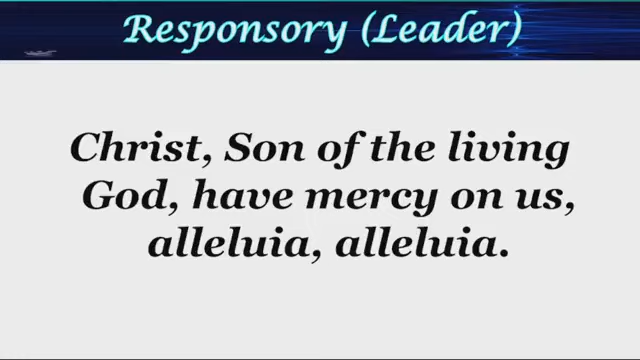 Responsory (Leader)
Christ, Son of the living
God, have mercy on us,
alleluia, alleluia.